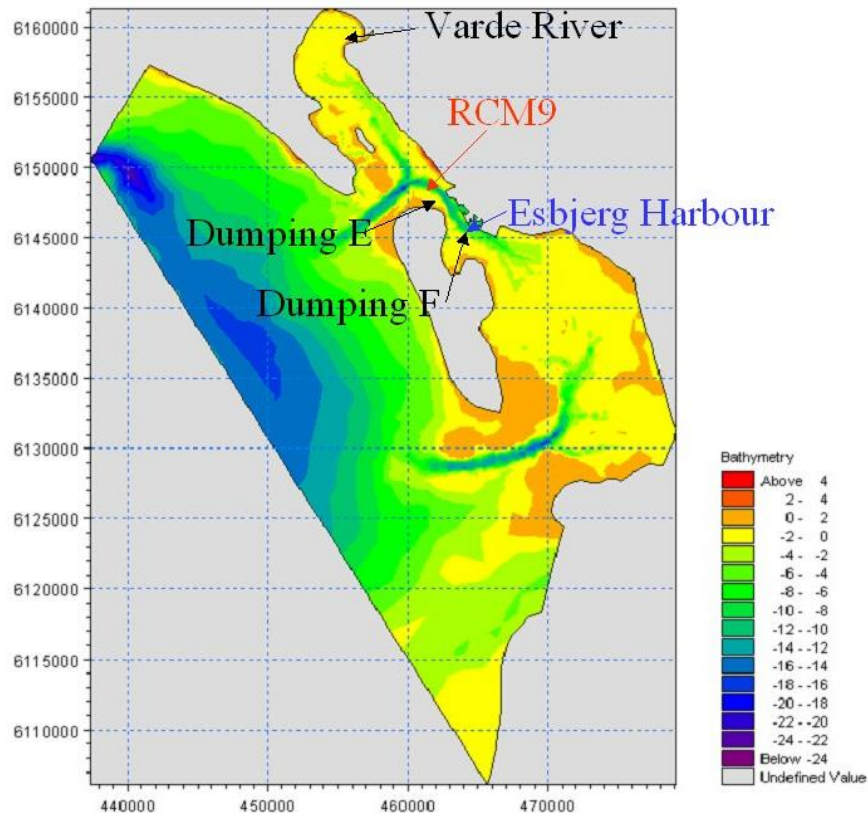 6160000
Varde River
6155000
RCM9
6150000
Dumping E
Esbjerg Harbour
6145000
Dumping F
6140000
6135000
6130000
6125000
6120000
6115000
6110000
440000 450000 460000 470000
Bathymetry
Above 4
2 - 4
0 - 2
-2 - 0
-4 - -2
-6 - -4
-8 - -6
-10 - -8
-12 - -10
-14 - -12
-16 - -14
-18 - -16
-20 - -18
-22 - -20
-24 - -22
Below -24
Undefined Value